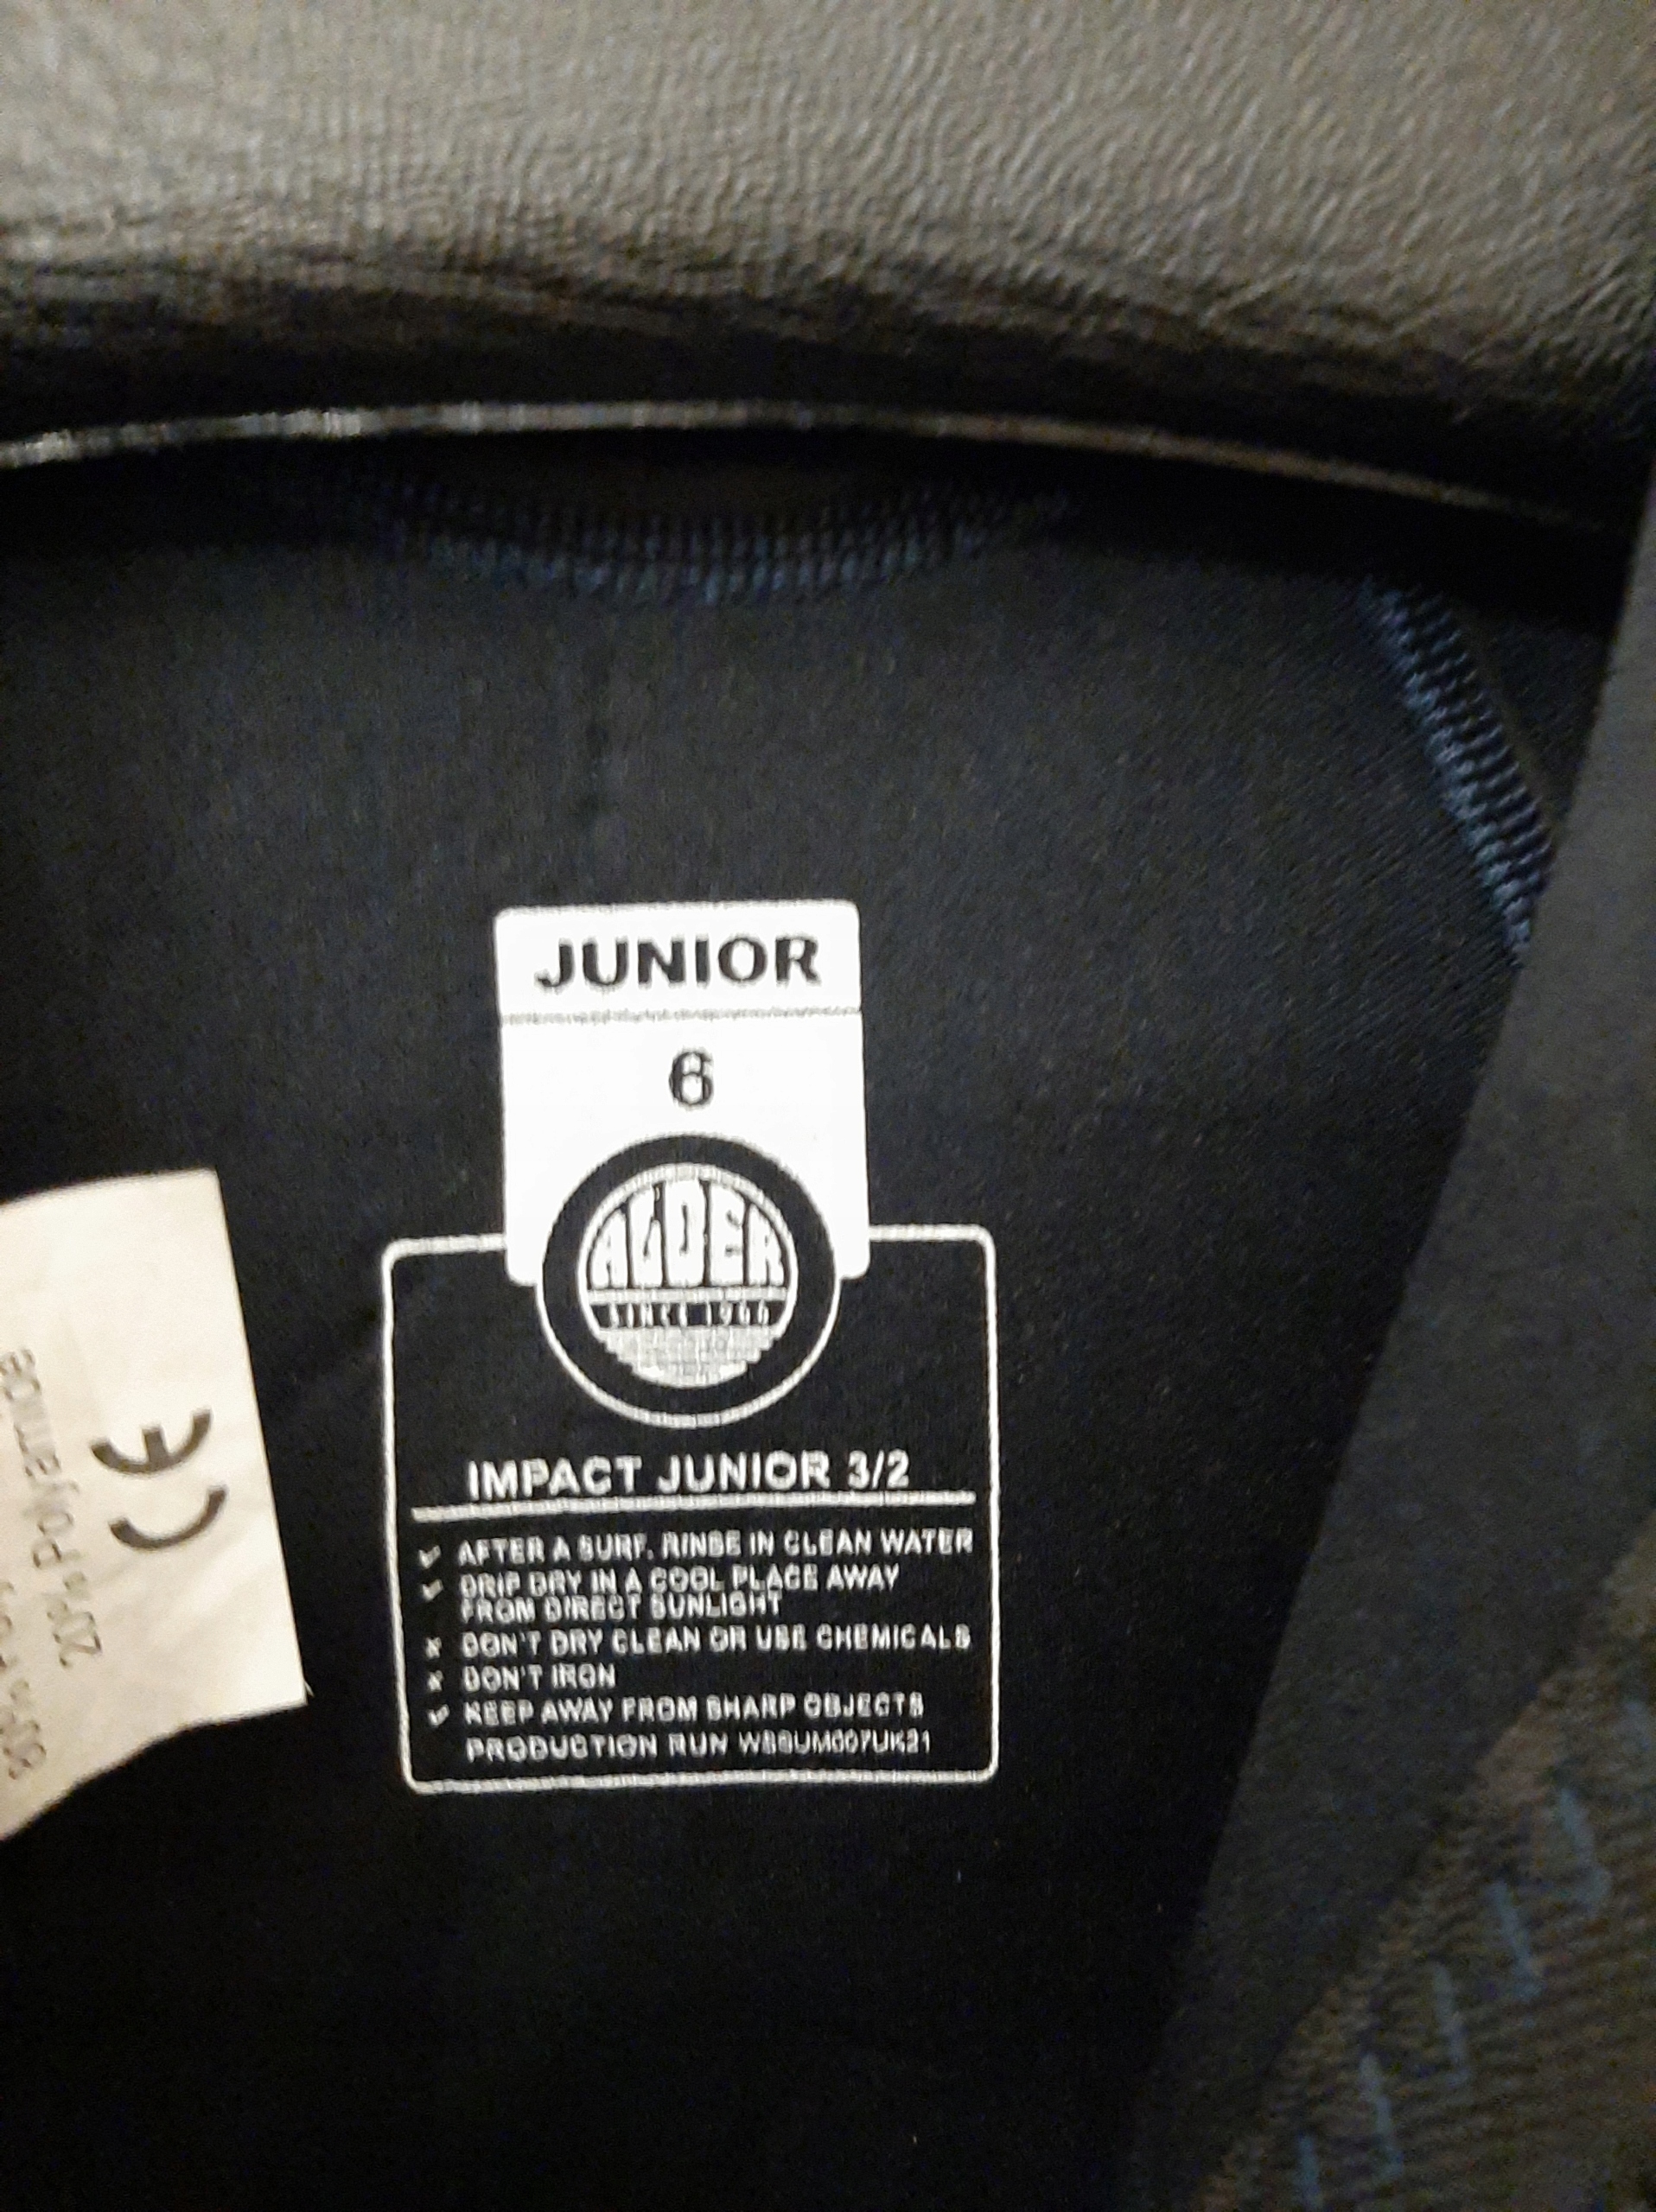 JUNIOR
6
ALDER
SINCE 1966
IMPACT JUNIOR 3/2
AFTER A SURF, RINSE IN CLEAN WATER
DRIP DRY IN A COOL PLACE AWAY
FROM DIRECT SUNLIGHT
DON'T DRY CLEAN OR USE CHEMICALS
DON'T IRON
KEEP AWAY FROM SHARP OBJECTS
PRODUCTION RUN WSSUM007UK21
CE
20% Polyamide
80%